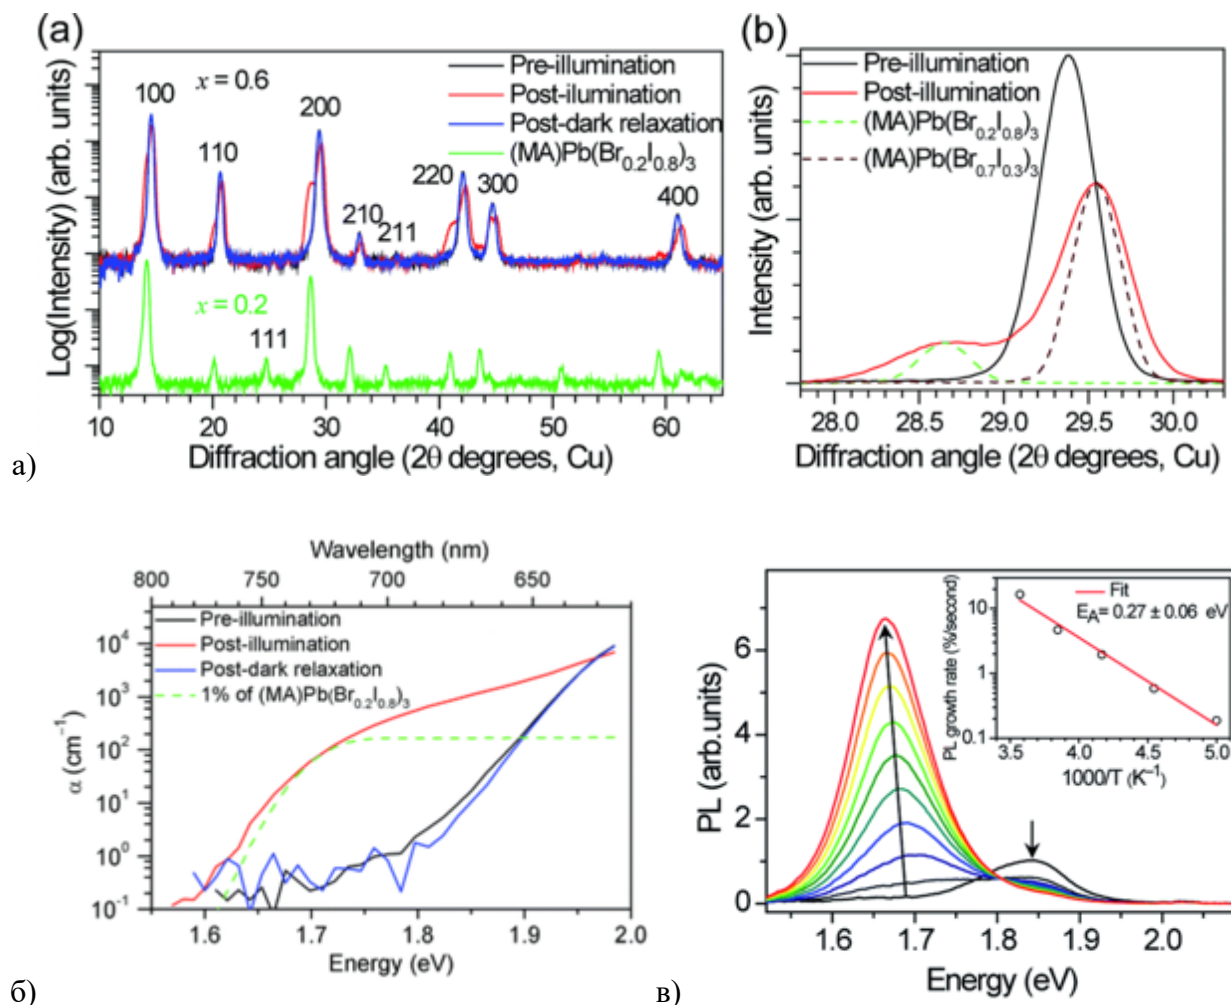 (a)
Log(Intensity) (arb. units)
x = 0.6
Pre-illumination
Post-ilumination
Post-dark relaxation
(MA)Pb(Br0.2I0.8)3
100
110
200
210
211
220
300
400
x = 0.2
111
10 20 30 40 50 60
Diffraction angle (2θ degrees, Cu)
(b)
Intensity (arb. units)
Pre-illumination
Post-illumination
(MA)Pb(Br0.2I0.8)3
(MA)Pb(Br0.7I0.3)3
28.0 28.5 29.0 29.5 30.0
Diffraction angle (2θ degrees, Cu)
а)
Wavelength (nm)
800 750 700 650
Pre-illumination
Post-illumination
Post-dark relaxation
1% of (MA)Pb(Br0.2I0.8)3
α (cm⁻¹)
10⁴
10³
10²
10¹
10⁰
10⁻¹
1.6 1.7 1.8 1.9 2.0
Energy (eV)
б)
PL (arb.units)
6
4
2
0
1.6 1.7 1.8 1.9 2.0
Energy (eV)
PL growth rate (%/second)
10
1
0.1
Fit
EA= 0.27 ± 0.06 eV
3.5 4.0 4.5 5.0
1000/T (K⁻¹)
в)